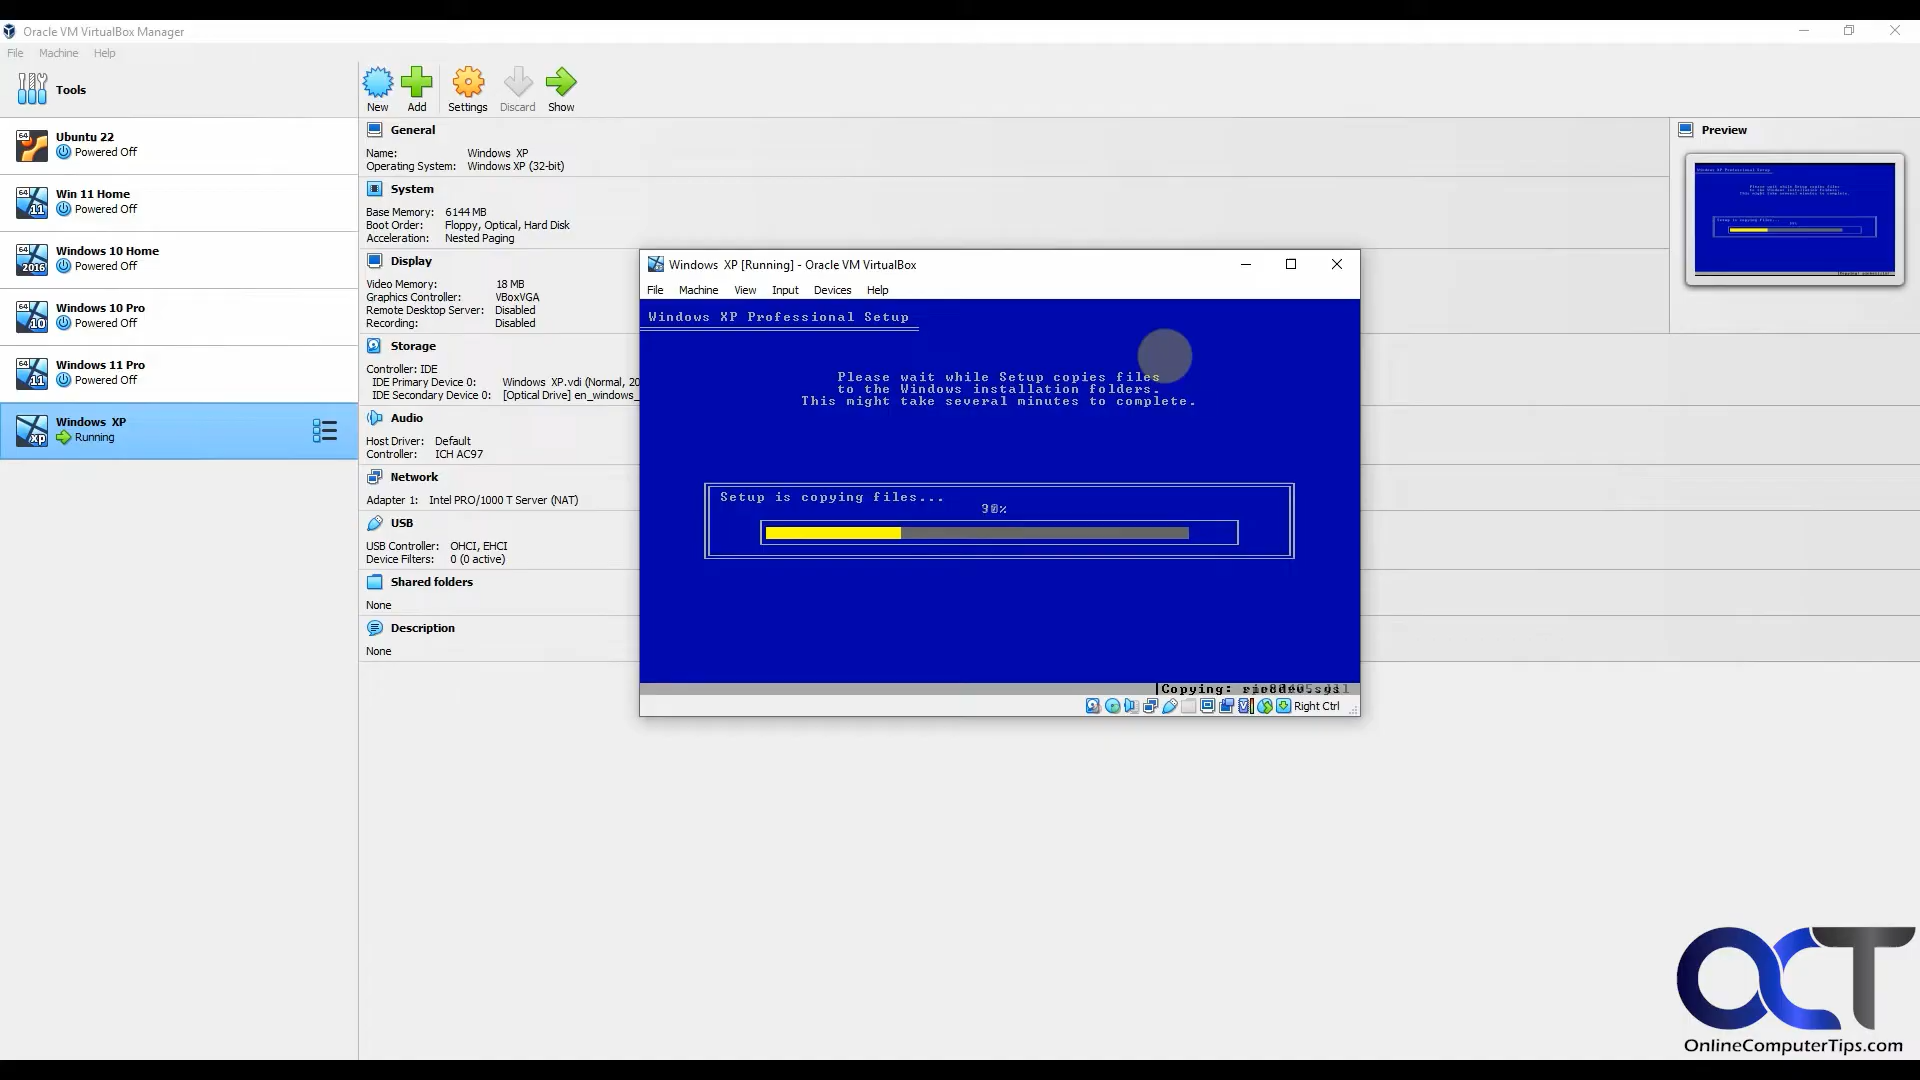 Oracle VM VirtualBox Manager
File Machine Help
Tools
New Add Settings Discard Show
Ubuntu 22
Powered Off
Win 11 Home
Powered Off
Windows 10 Home
Powered Off
Windows 10 Pro
Powered Off
Windows 11 Pro
Powered Off
Windows XP
Running
General
Name: Windows XP
Operating System: Windows XP (32-bit)
System
Base Memory: 6144 MB
Boot Order: Floppy, Optical, Hard Disk
Acceleration: Nested Paging
Display
Video Memory: 18 MB
Graphics Controller: VBoxVGA
Remote Desktop Server: Disabled
Recording: Disabled
Storage
Controller: IDE
IDE Primary Device 0: Windows XP.vdi (Normal, 20
IDE Secondary Device 0: [Optical Drive] en_windows_
Audio
Host Driver: Default
Controller: ICH AC97
Network
Adapter 1: Intel PRO/1000 T Server (NAT)
USB
USB Controller: OHCI, EHCI
Device Filters: 0 (0 active)
Shared folders
None
Description
None
Preview
Windows XP [Running] - Oracle VM VirtualBox
File Machine View Input Devices Help
Windows XP Professional Setup
Please wait while Setup copies files
to the Windows installation folders.
This might take several minutes to complete.
Setup is copying files...
Copying:
Right Ctrl
OCT
OnlineComputerTips.com